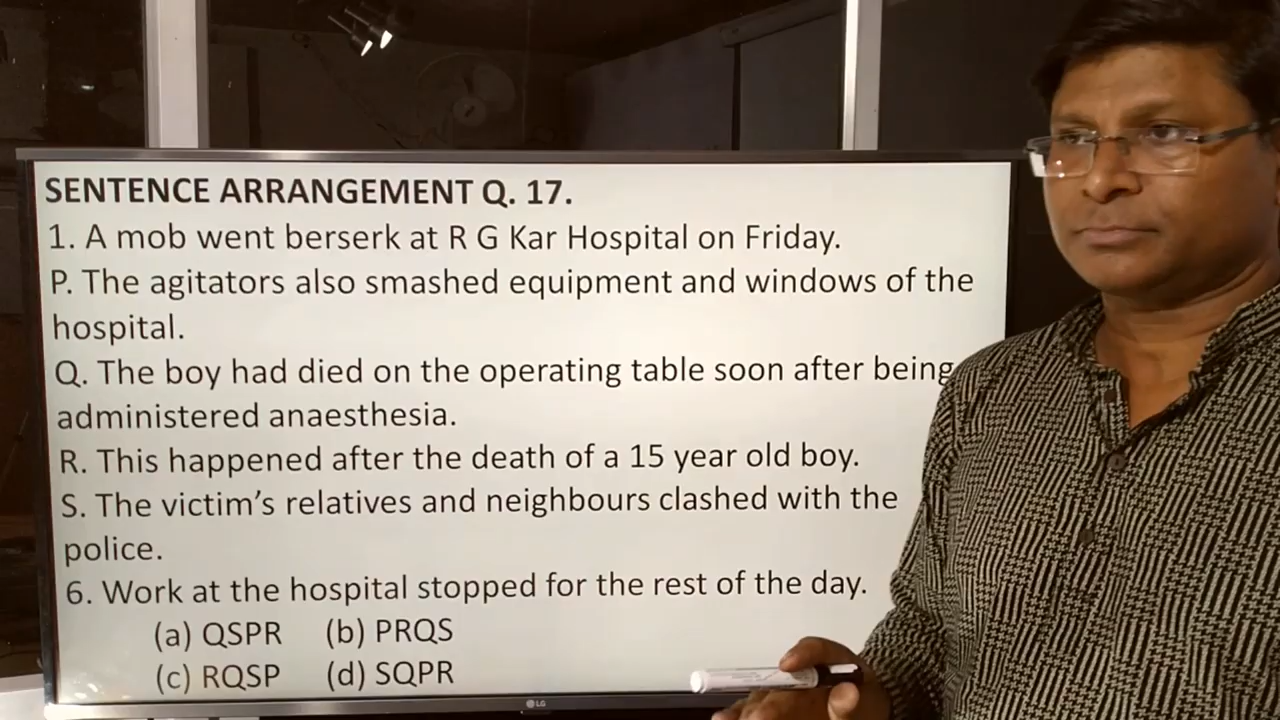 SENTENCE ARRANGEMENT Q. 17.
1. A mob went berserk at R G Kar Hospital on Friday.
P. The agitators also smashed equipment and windows of the
hospital.
Q. The boy had died on the operating table soon after being
administered anaesthesia.
R. This happened after the death of a 15 year old boy.
S. The victim's relatives and neighbours clashed with the
police.
6. Work at the hospital stopped for the rest of the day.
(a) QSPR (b) PRQS
(c) RQSP (d) SQPR
LG